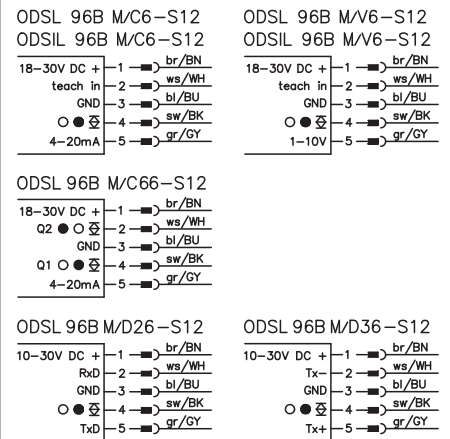 ODSL 96B M/C6-S12
ODSIL 96B M/C6-S12
18-30V DC + 1 br/BN
teach in 2 ws/WH
GND 3 bl/BU
4 sw/BK
4-20mA 5 gr/GY
ODSL 96B M/V6-S12
ODSIL 96B M/V6-S12
18-30V DC + 1 br/BN
teach in 2 ws/WH
GND 3 bl/BU
4 sw/BK
1-10V 5 gr/GY
ODSL 96B M/C66-S12
18-30V DC + 1 br/BN
Q2 2 ws/WH
GND 3 bl/BU
Q1 4 sw/BK
4-20mA 5 gr/GY
ODSL 96B M/D26-S12
10-30V DC + 1 br/BN
RxD 2 ws/WH
GND 3 bl/BU
4 sw/BK
TxD 5 gr/GY
ODSL 96B M/D36-S12
10-30V DC + 1 br/BN
Tx- 2 ws/WH
GND 3 bl/BU
4 sw/BK
Tx+ 5 gr/GY